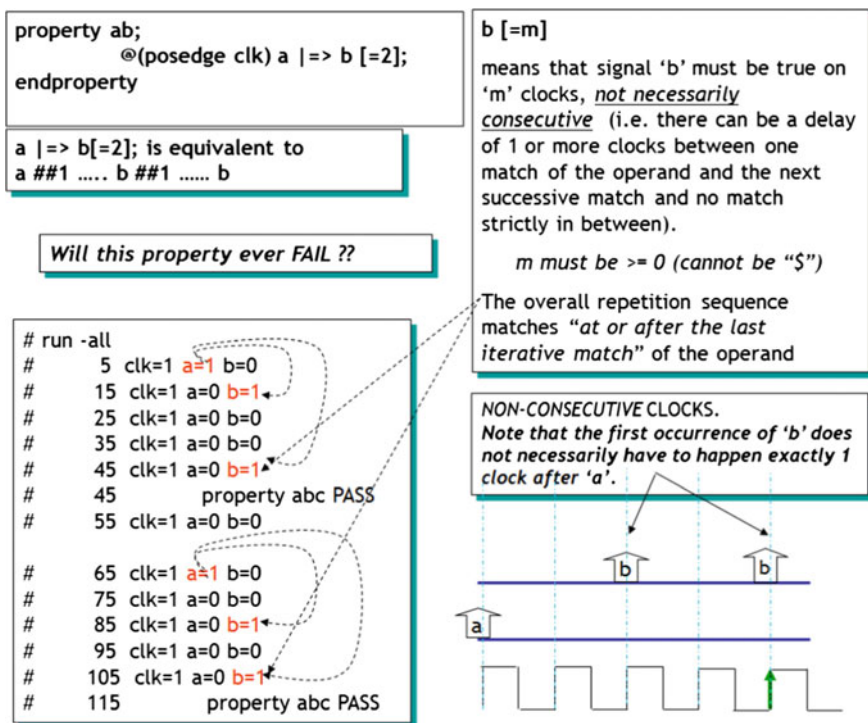 property ab;
@(posedge clk) a |=> b [=2];
endproperty
a |=> b[=2]; is equivalent to
a ##1 ..... b ##1 ...... b
Will this property ever FAIL ??
# run -all
# 5 clk=1 a=1 b=0
# 15 clk=1 a=0 b=1
# 25 clk=1 a=0 b=0
# 35 clk=1 a=0 b=0
# 45 clk=1 a=0 b=1
# 45 property abc PASS
# 55 clk=1 a=0 b=0
# 65 clk=1 a=1 b=0
# 75 clk=1 a=0 b=0
# 85 clk=1 a=0 b=1
# 95 clk=1 a=0 b=0
# 105 clk=1 a=0 b=1
# 115 property abc PASS
b [=m]
means that signal ‘b’ must be true on
‘m’ clocks, not necessarily
consecutive (i.e. there can be a delay
of 1 or more clocks between one
match of the operand and the next
successive match and no match
strictly in between).
m must be >= 0 (cannot be “$”)
The overall repetition sequence
matches “at or after the last
iterative match” of the operand
NON-CONSECUTIVE CLOCKS.
Note that the first occurrence of ‘b’ does
not necessarily have to happen exactly 1
clock after ‘a’.
b b
a